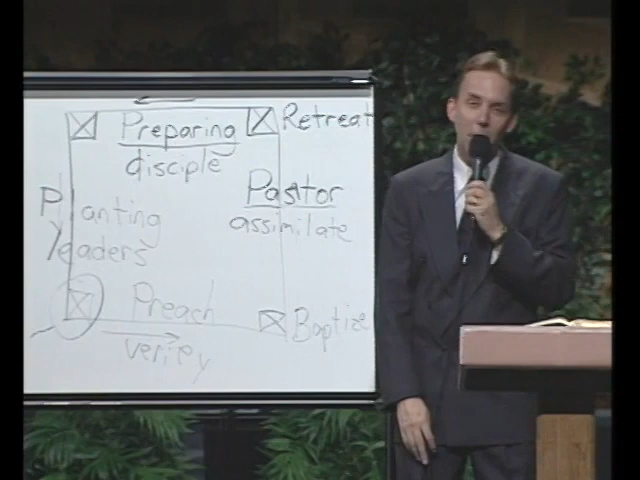 Preparing
Retreat
disciple
Pastor
Planting
assimilate
leaders
Preach
Baptize
verify